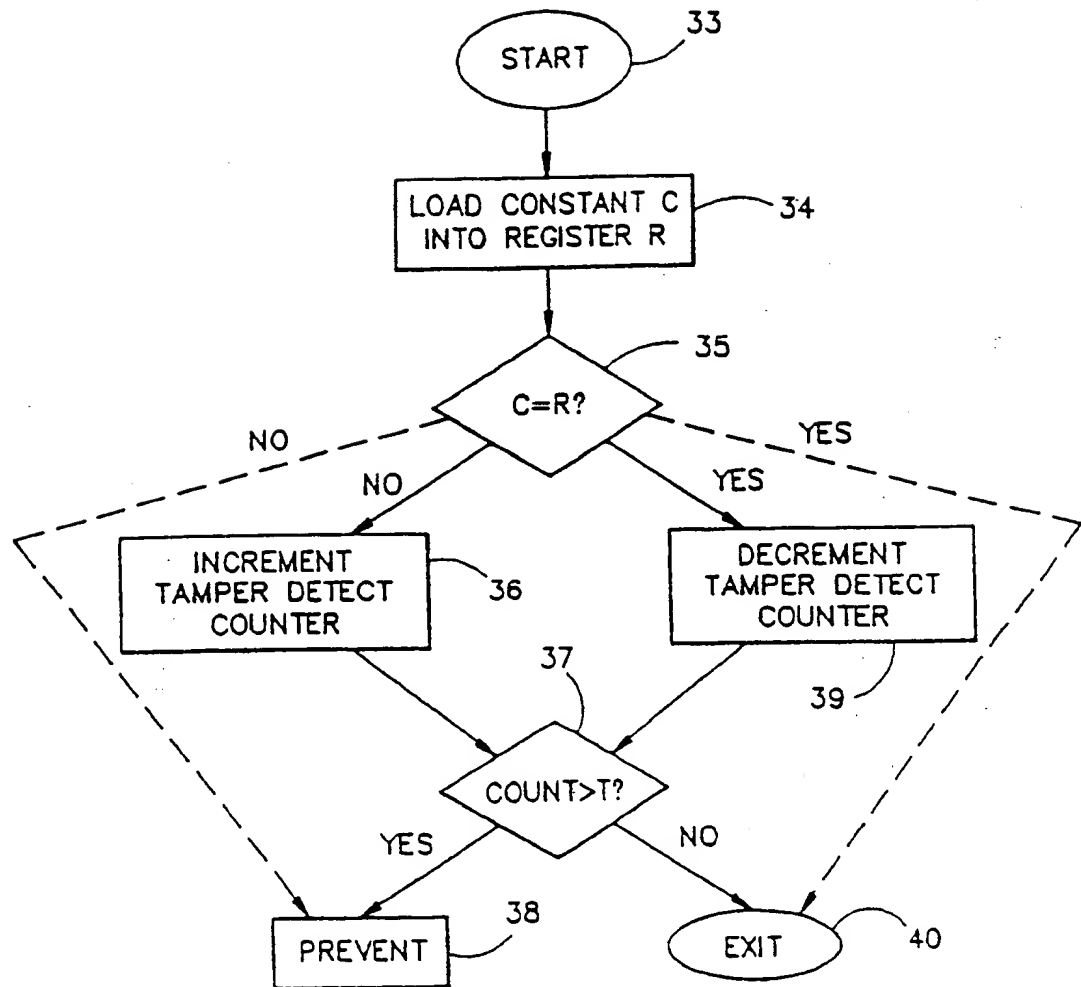 33
START
LOAD CONSTANT C
INTO REGISTER R
34
35
C=R?
NO
YES
NO
YES
INCREMENT
TAMPER DETECT
COUNTER
36
DECREMENT
TAMPER DETECT
COUNTER
39
37
COUNT>T?
YES
NO
PREVENT
38
EXIT
40